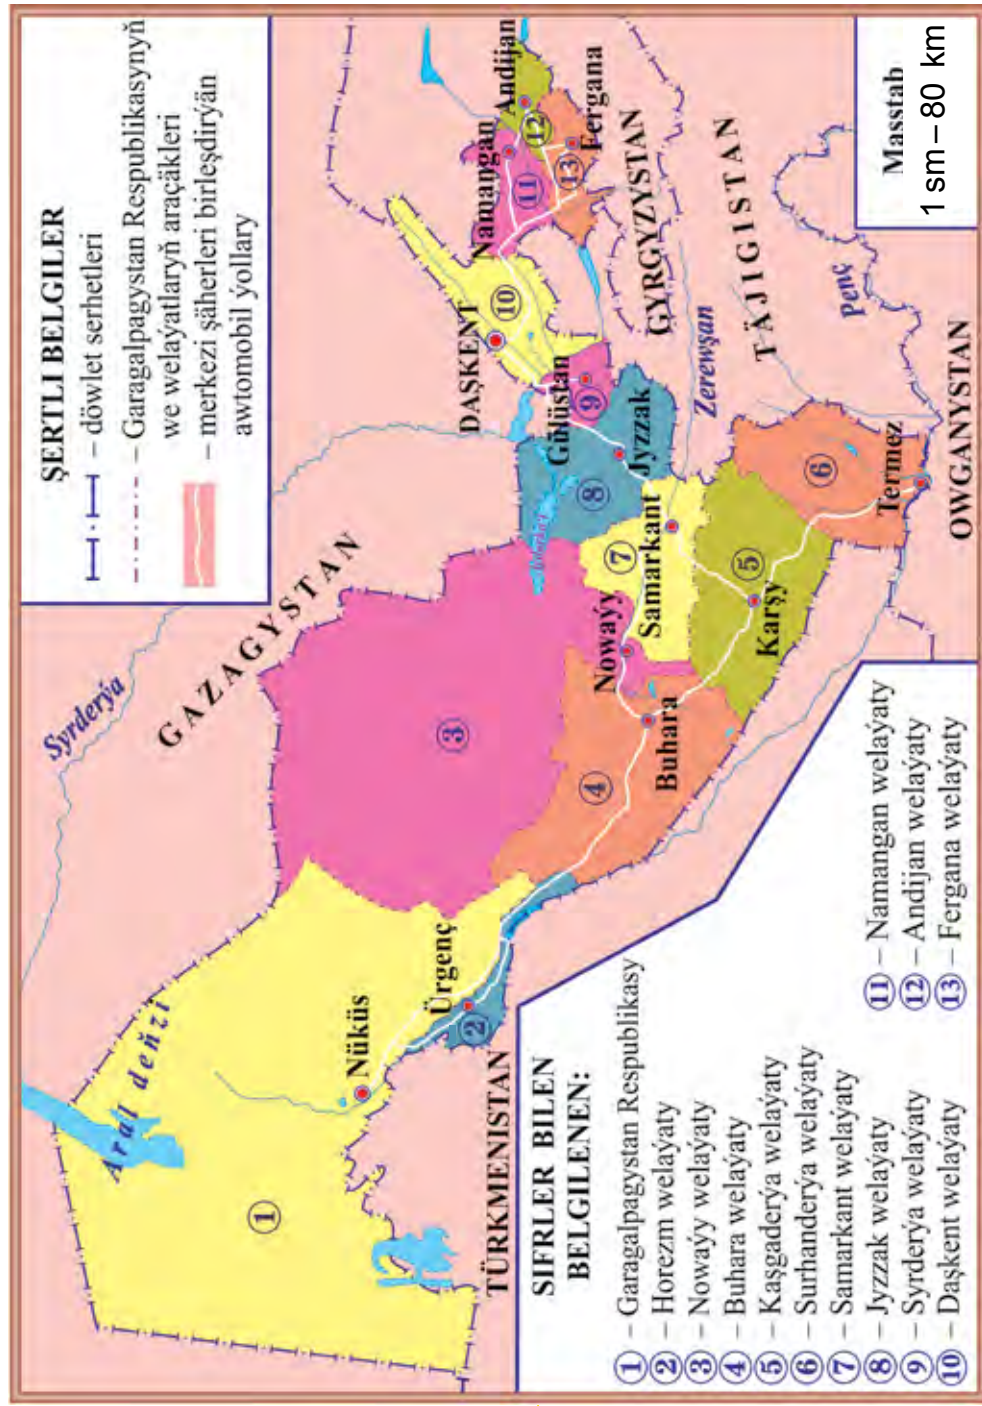 ŞERTLI BELGILER
– döwlet serhetleri
– Garagalpagystan Respublikasynyň
we welaýatlaryň araçäkleri
– merkezi şäherleri birleşdirýän
awtomobil ýollary
Syrderýa
GAZAGYSTAN
Aral deňzi
Nüküs
Ürgenç
TÜRKMENISTAN
Buhara
Nowaýy
Samarkant
Karşy
Termez
Jyzzak
Gülüstan
DAŞKENT
Namangan
Andijan
Fergana
GYRGYZYSTAN
TÄJIGISTAN
Zerewşan
Penç
OWGANYSTAN
1
2
3
4
5
6
7
8
9
10
11
12
13
Masstab
1 sm–80 km
SIFRLER BILEN
BELGILENEN:
1 – Garagalpagystan Respublikasy
2 – Horezm welaýaty
3 – Nowaýy welaýaty
4 – Buhara welaýaty
5 – Kaşgaderýa welaýaty
6 – Surhanderýa welaýaty
7 – Samarkant welaýaty
8 – Jyzzak welaýaty
9 – Syrderýa welaýaty
10 – Daşkent welaýaty
11 – Namangan welaýaty
12 – Andijan welaýaty
13 – Fergana welaýaty